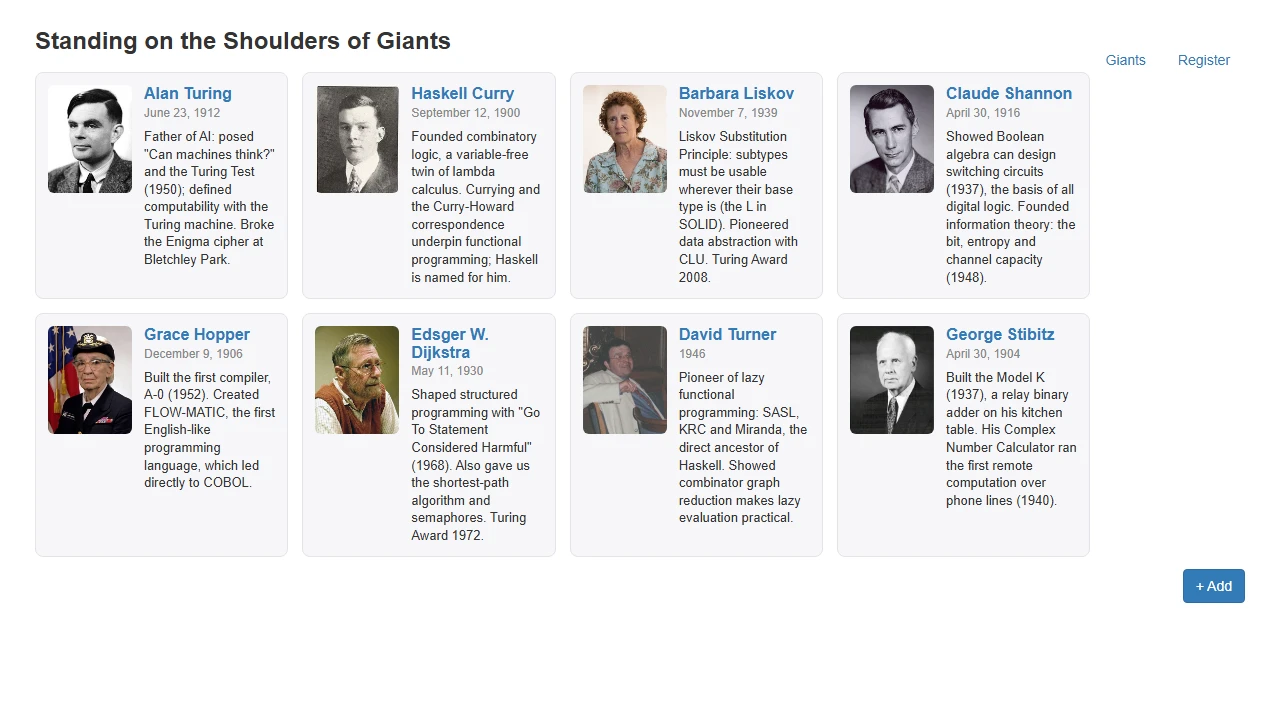 Standing on the Shoulders of Giants
Giants
Register
Alan Turing
June 23, 1912
Father of AI: posed
"Can machines think?"
and the Turing Test
(1950); defined
computability with the
Turing machine. Broke
the Enigma cipher at
Bletchley Park.
Haskell Curry
September 12, 1900
Founded combinatory
logic, a variable-free
twin of lambda
calculus. Currying and
the Curry-Howard
correspondence
underpin functional
programming; Haskell
is named for him.
Barbara Liskov
November 7, 1939
Liskov Substitution
Principle: subtypes
must be usable
wherever their base
type is (the L in
SOLID). Pioneered
data abstraction with
CLU. Turing Award
2008.
Claude Shannon
April 30, 1916
Showed Boolean
algebra can design
switching circuits
(1937), the basis of all
digital logic. Founded
information theory: the
bit, entropy and
channel capacity
(1948).
Grace Hopper
December 9, 1906
Built the first compiler,
A-0 (1952). Created
FLOW-MATIC, the first
English-like
programming
language, which led
directly to COBOL.
Edsger W.
Dijkstra
May 11, 1930
Shaped structured
programming with "Go
To Statement
Considered Harmful"
(1968). Also gave us
the shortest-path
algorithm and
semaphores. Turing
Award 1972.
David Turner
1946
Pioneer of lazy
functional
programming: SASL,
KRC and Miranda, the
direct ancestor of
Haskell. Showed
combinator graph
reduction makes lazy
evaluation practical.
George Stibitz
April 30, 1904
Built the Model K
(1937), a relay binary
adder on his kitchen
table. His Complex
Number Calculator ran
the first remote
computation over
phone lines (1940).
+ Add